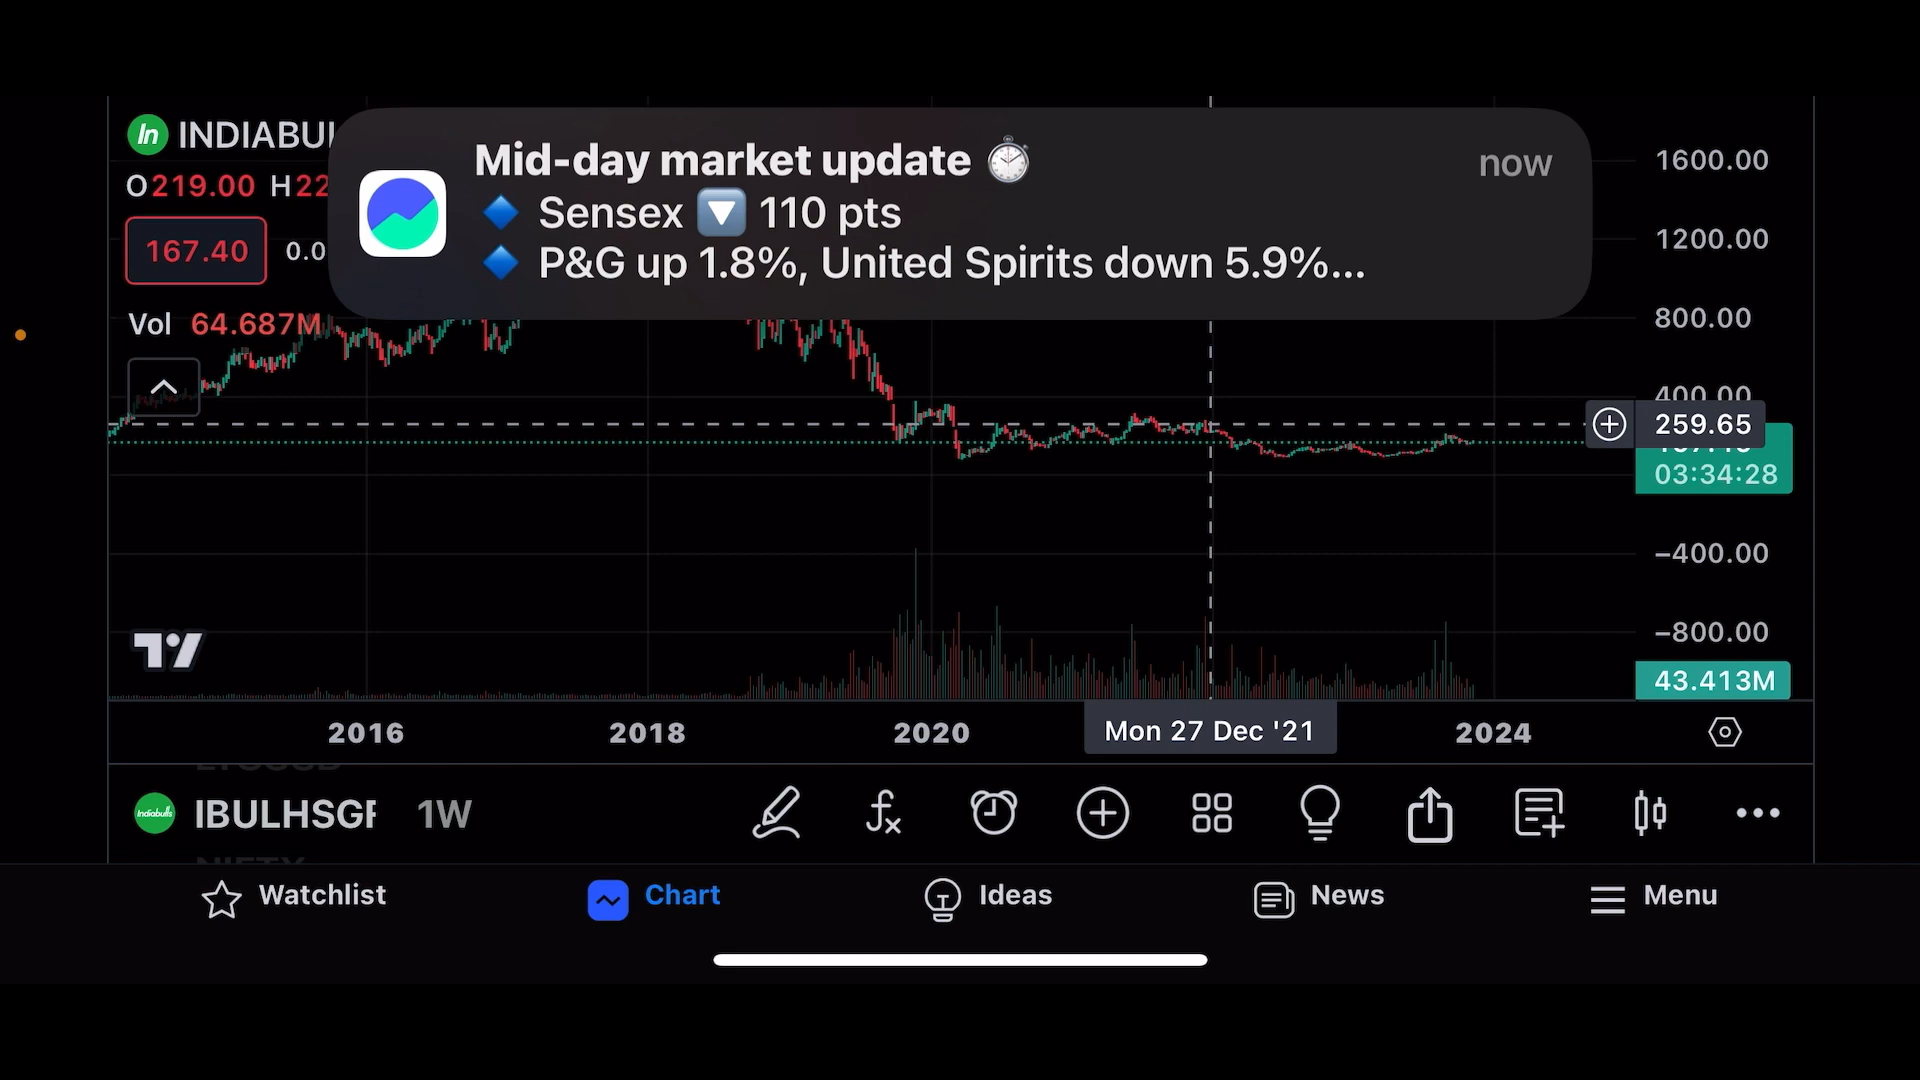 INDIABUL
Mid-day market update
now
Sensex 110 pts
P&G up 1.8%, United Spirits down 5.9%...
O219.00 H22
167.40 0.0
Vol 64.687M
1600.00
1200.00
800.00
400.00
259.65
03:34:28
-400.00
-800.00
43.413M
2016 2018 2020 Mon 27 Dec '21 2024
IBULHSGF 1W
Watchlist Chart Ideas News Menu